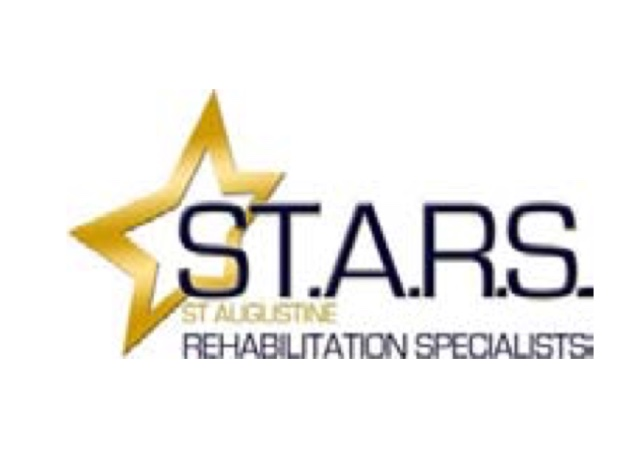 ST.A.R.S.
ST AUGUSTINE
REHABILITATION SPECIALISTS